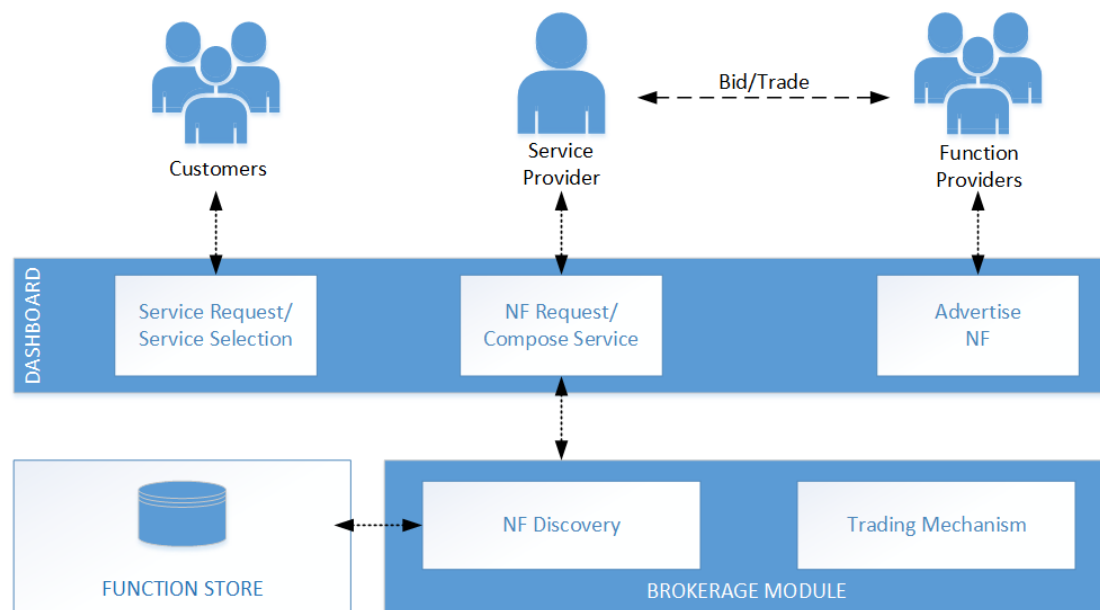 Bid/Trade
Customers
Service
Provider
Function
Providers
DASHBOARD
Service Request/
Service Selection
NF Request/
Compose Service
Advertise
NF
FUNCTION STORE
NF Discovery
Trading Mechanism
BROKERAGE MODULE